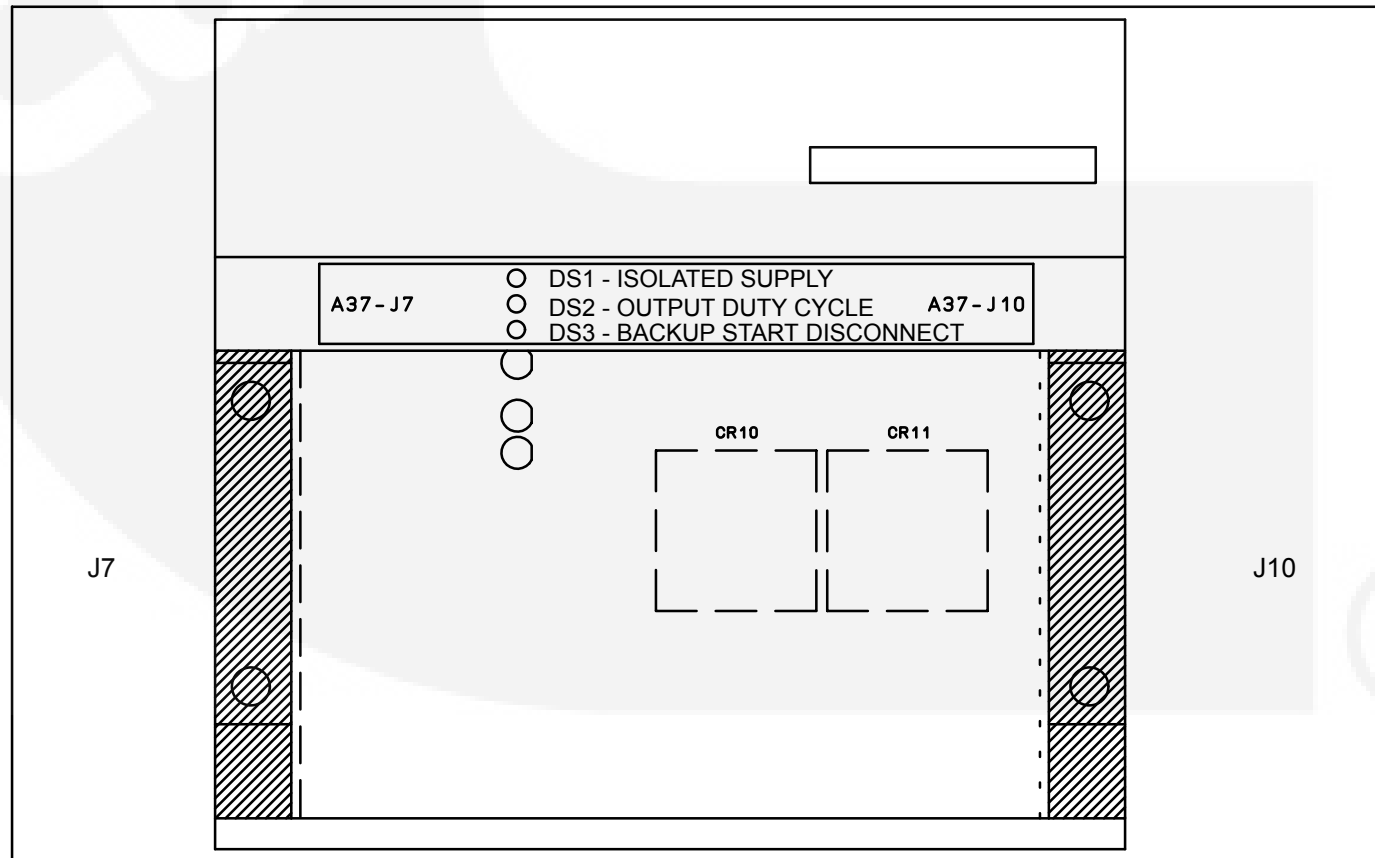 DS1 - ISOLATED SUPPLY
A37-J7 DS2 - OUTPUT DUTY CYCLE A37-J10
DS3 - BACKUP START DISCONNECT
CR10 CR11
J7 J10